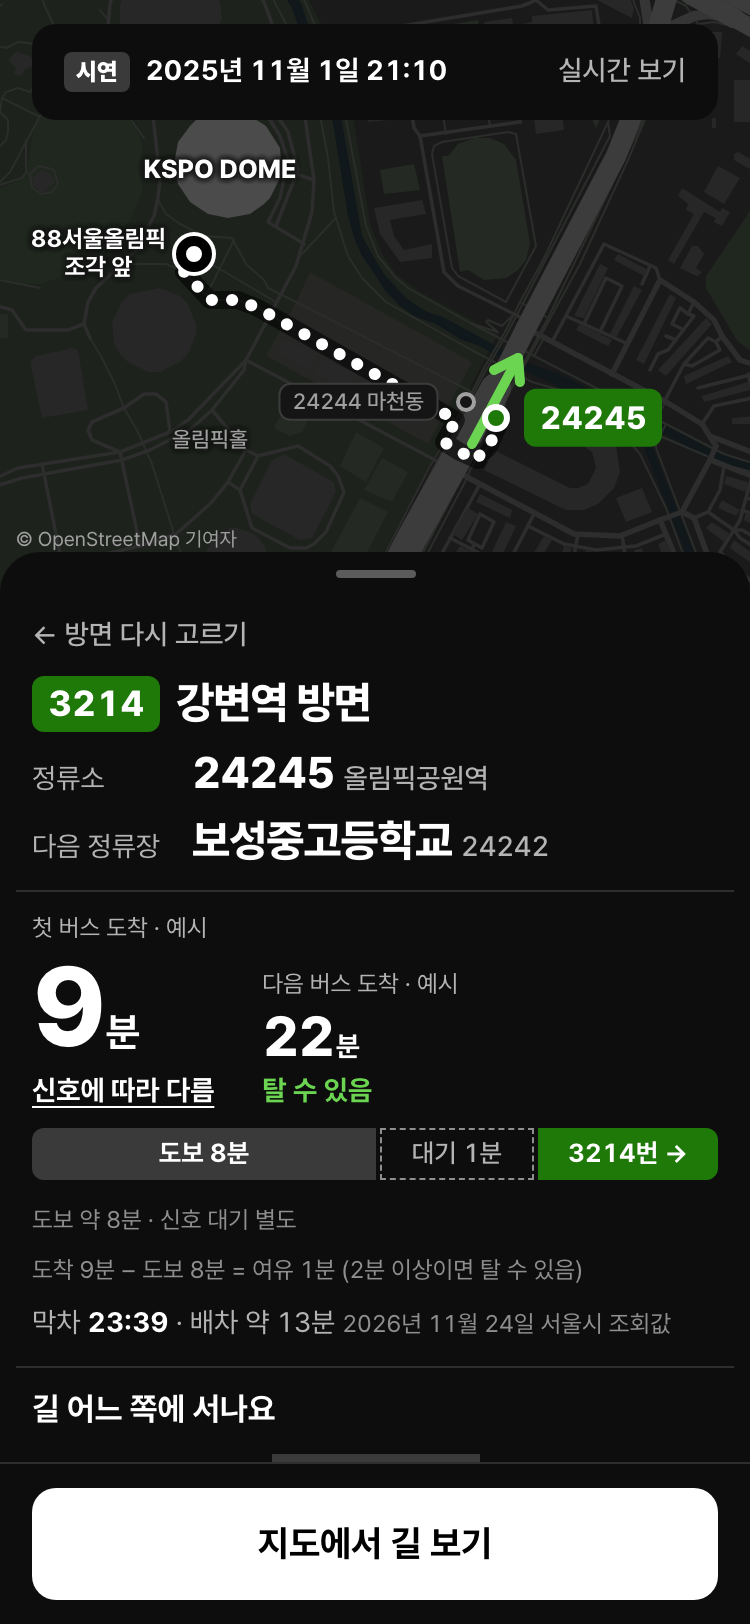 시연 2025년 11월 1일 21:10 실시간 보기
KSPO DOME
88서울올림픽
조각 앞
24244 마천동
24245
올림픽홀
© OpenStreetMap 기여자
← 방면 다시 고르기
3214 강변역 방면
정류소 24245 올림픽공원역
다음 정류장 보성중고등학교 24242
첫 버스 도착 · 예시
9분
신호에 따라 다름
다음 버스 도착 · 예시
22분
탈 수 있음
도보 8분 대기 1분 3214번 →
도보 약 8분 · 신호 대기 별도
도착 9분 – 도보 8분 = 여유 1분 (2분 이상이면 탈 수 있음)
막차 23:39 · 배차 약 13분 2026년 11월 24일 서울시 조회값
길 어느 쪽에 서나요
지도에서 길 보기